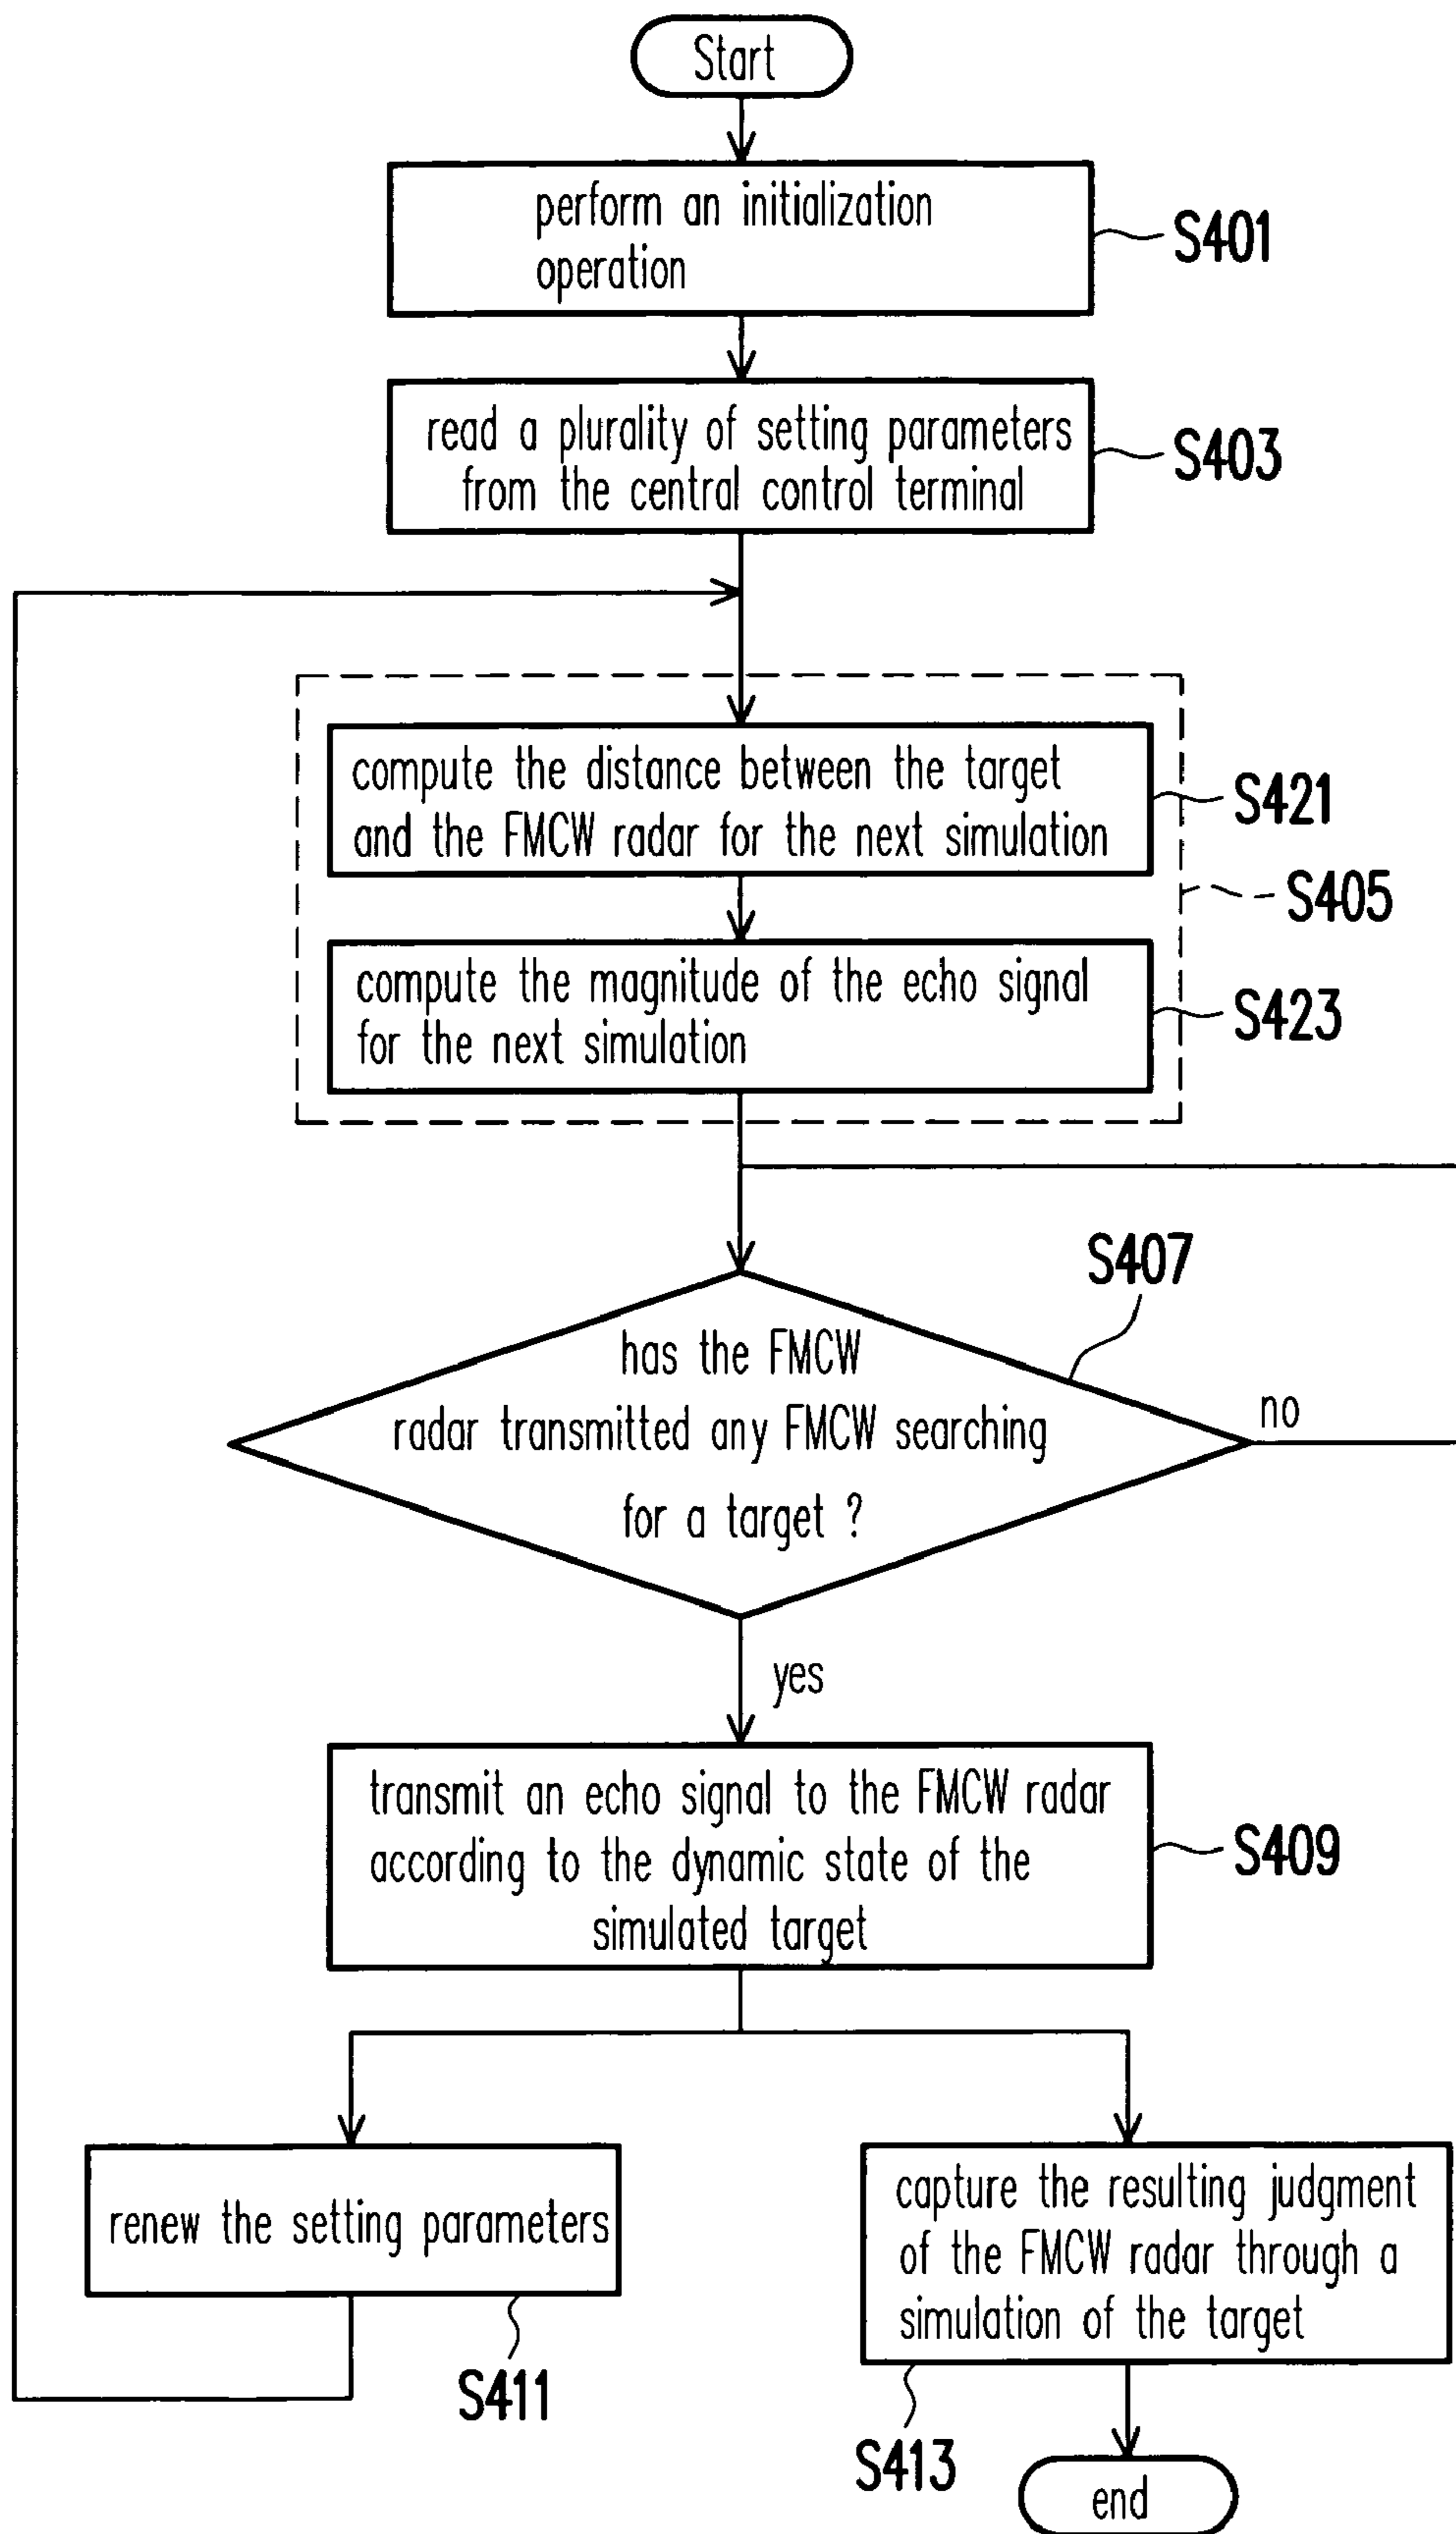 Start
perform an initialization
operation
S401
read a plurality of setting parameters
from the central control terminal
S403
compute the distance between the target
and the FMCW radar for the next simulation
S421
S405
compute the magnitude of the echo signal
for the next simulation
S423
S407
has the FMCW
radar transmitted any FMCW searching
for a target ?
no
yes
transmit an echo signal to the FMCW radar
according to the dynamic state of the
simulated target
S409
renew the setting parameters
S411
capture the resulting judgment
of the FMCW radar through a
simulation of the target
S413
end